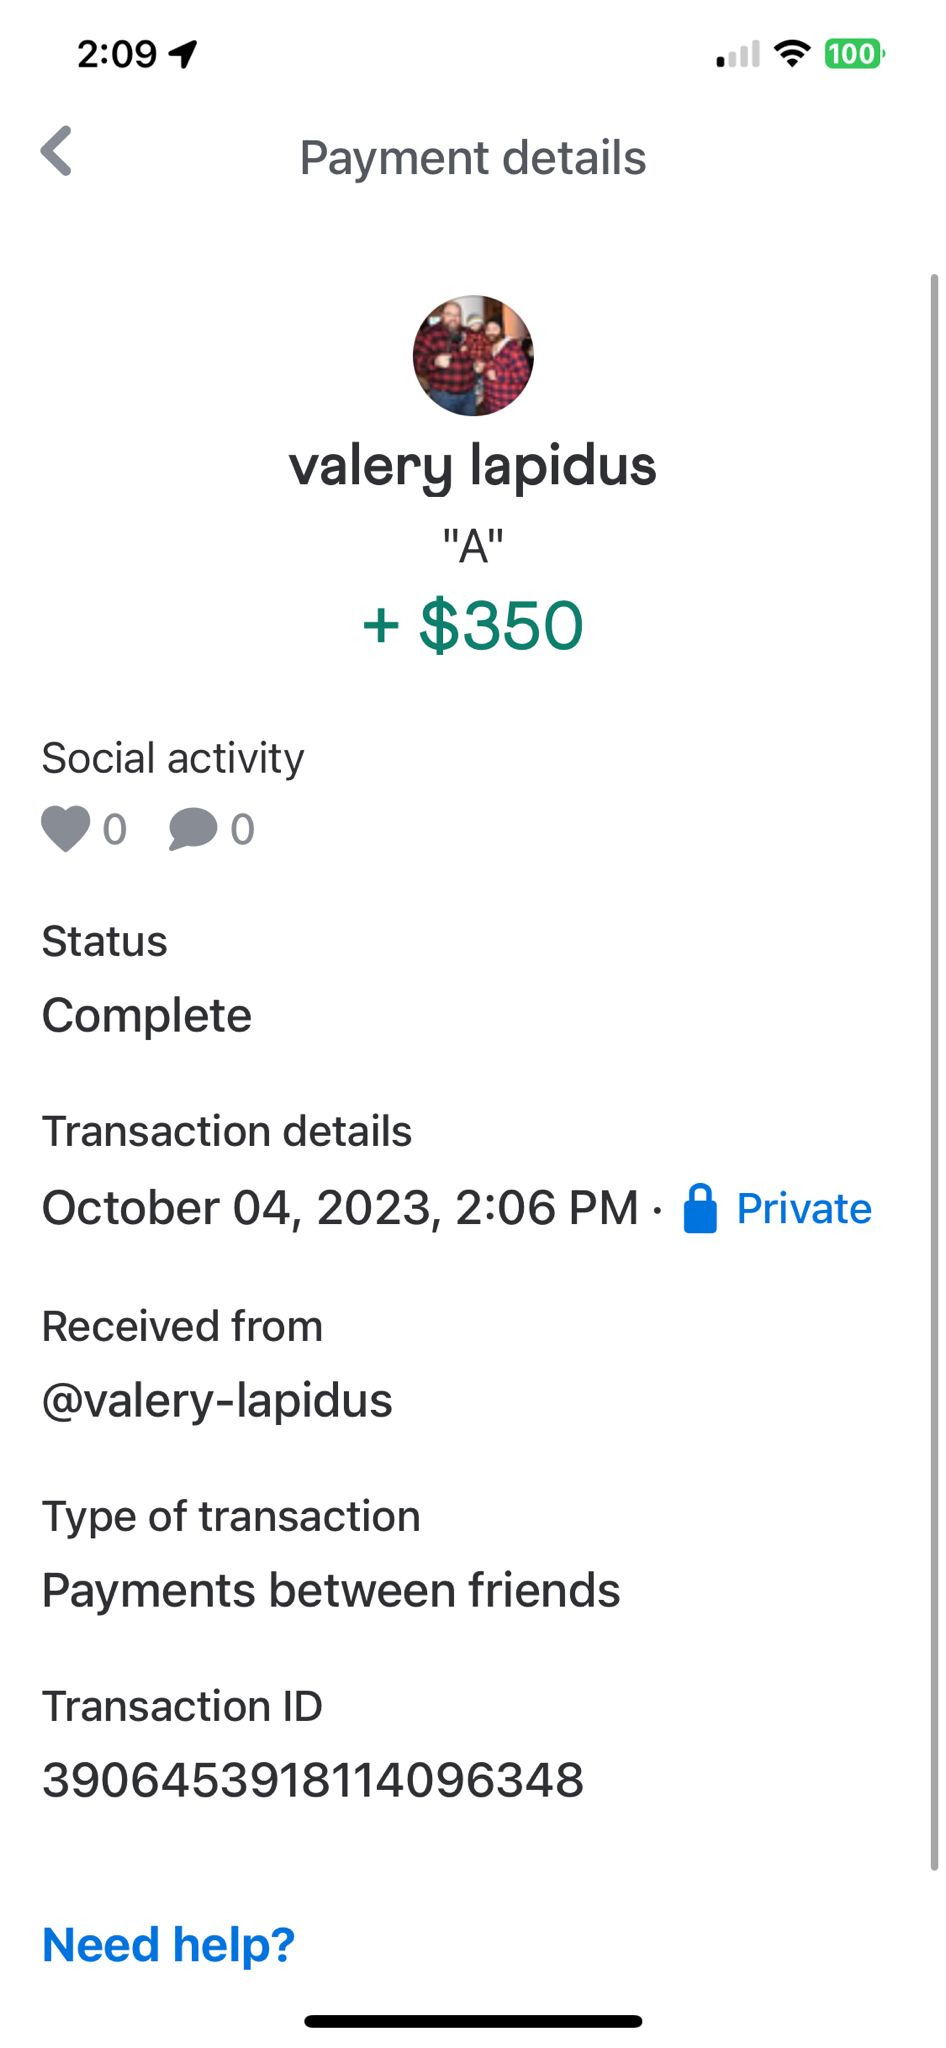 2:09
100
Payment details
valery lapidus
"A"
+ $350
Social activity
0 0
Status
Complete
Transaction details
October 04, 2023, 2:06 PM · Private
Received from
@valery-lapidus
Type of transaction
Payments between friends
Transaction ID
3906453918114096348
Need help?